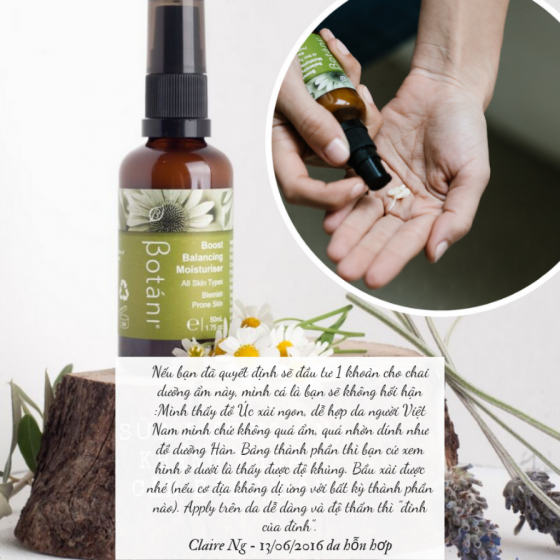 βotáni
Boost
Balancing
Moisturiser
All Skin Types
Blemish
Prone Skin
50mL
βotáni
Nếu bạn đã quyết định sẽ đầu tư 1 khoản cho chai
dưỡng ẩm này, mình cá là bạn sẽ không hối hận
:Mình thấy đồ Úc xài ngon, dễ hợp da người Việt
Nam mình chứ không quá ẩm, quá nhờn dính như
đồ dưỡng Hàn. Bảng thành phần thì bạn cứ xem
hình ở dưới là thấy được độ khủng. Bầu xài được
nhé (nếu cơ địa không dị ứng với bất kỳ thành phần
nào). Apply trên da dễ dàng và độ thấm thì "đỉnh
của đỉnh".
Claire Ng - 13/06/2016 da hỗn hợp